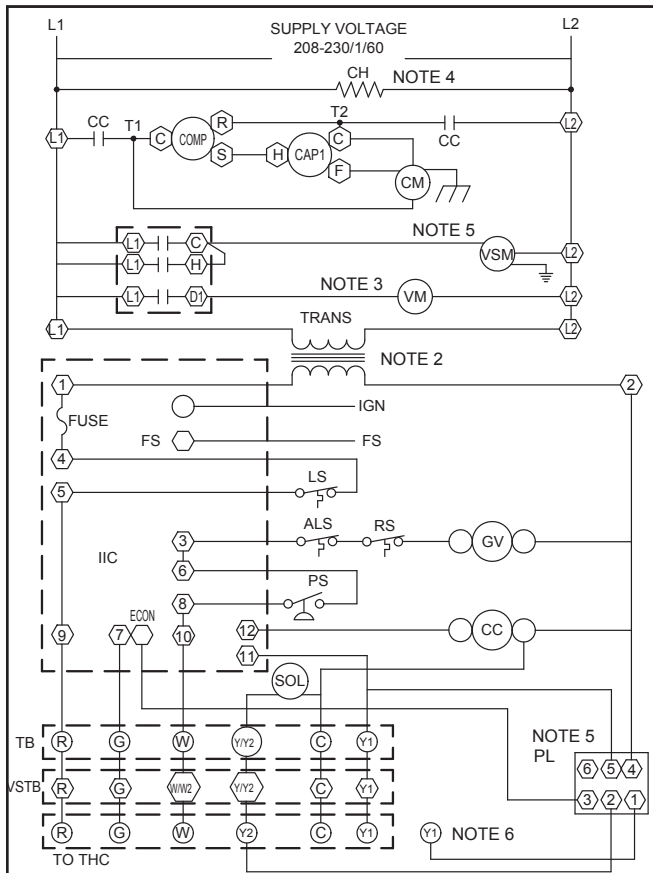 L1 SUPPLY VOLTAGE L2
208-230/1/60
CH NOTE 4
R T2
CC T1 C COMP C CC
L1 L2
S H CAP1 F
CM
L1 C NOTE 5
VSM L2
L1 H
L1 D1 NOTE 3 VM L2
TRANS
L1 L2
NOTE 2
1 2
IGN
FUSE
FS FS
4 LS
5
ALS RS
3 GV
IIC 6
PS
8
ECON
9 7 10 12 CC
11
SOL
NOTE 5
PL
TB R G W Y/Y2 C Y1
6 5 4
VSTB R G W/W2 Y/Y2 C Y1
3 2 1
R G W Y2 C Y1 Y1 NOTE 6
TO THC